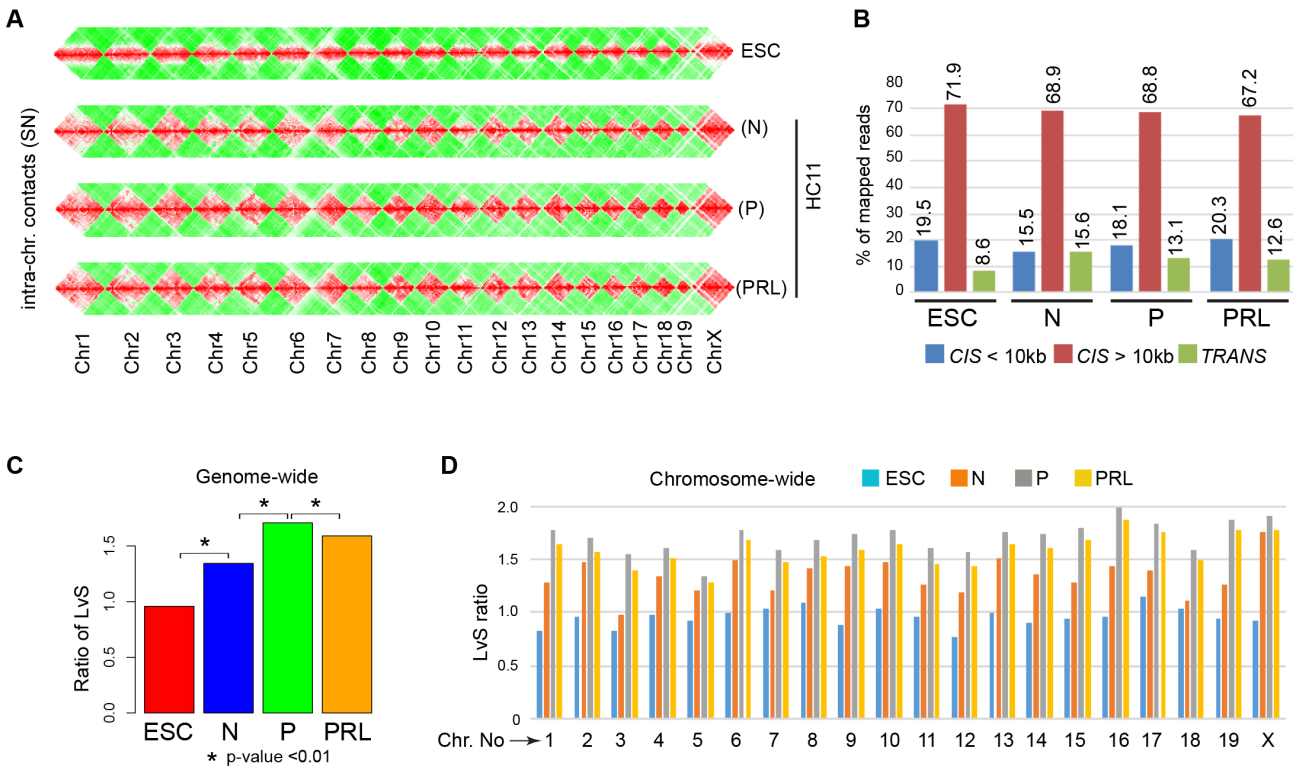 A
intra-chr. contacts (SN)
ESC
(N)
(P)
(PRL)
HC11
Chr1 Chr2 Chr3 Chr4 Chr5 Chr6 Chr7 Chr8 Chr9 Chr10 Chr11 Chr12 Chr13 Chr14 Chr15 Chr16 Chr17 Chr18 Chr19 ChrX
B
% of mapped reads
80
70
60
50
40
30
20
10
0
19.5 71.9 8.6 15.5 68.9 15.6 18.1 68.8 13.1 20.3 67.2 12.6
ESC N P PRL
CIS < 10kb CIS > 10kb TRANS
C
Genome-wide
Ratio of LvS
1.5
1.0
0.5
0.0
* * *
ESC N P PRL
* p-value <0.01
D
Chromosome-wide ESC N P PRL
LvS ratio
2.0
1.5
1.0
0.5
0
Chr. No → 1 2 3 4 5 6 7 8 9 10 11 12 13 14 15 16 17 18 19 X